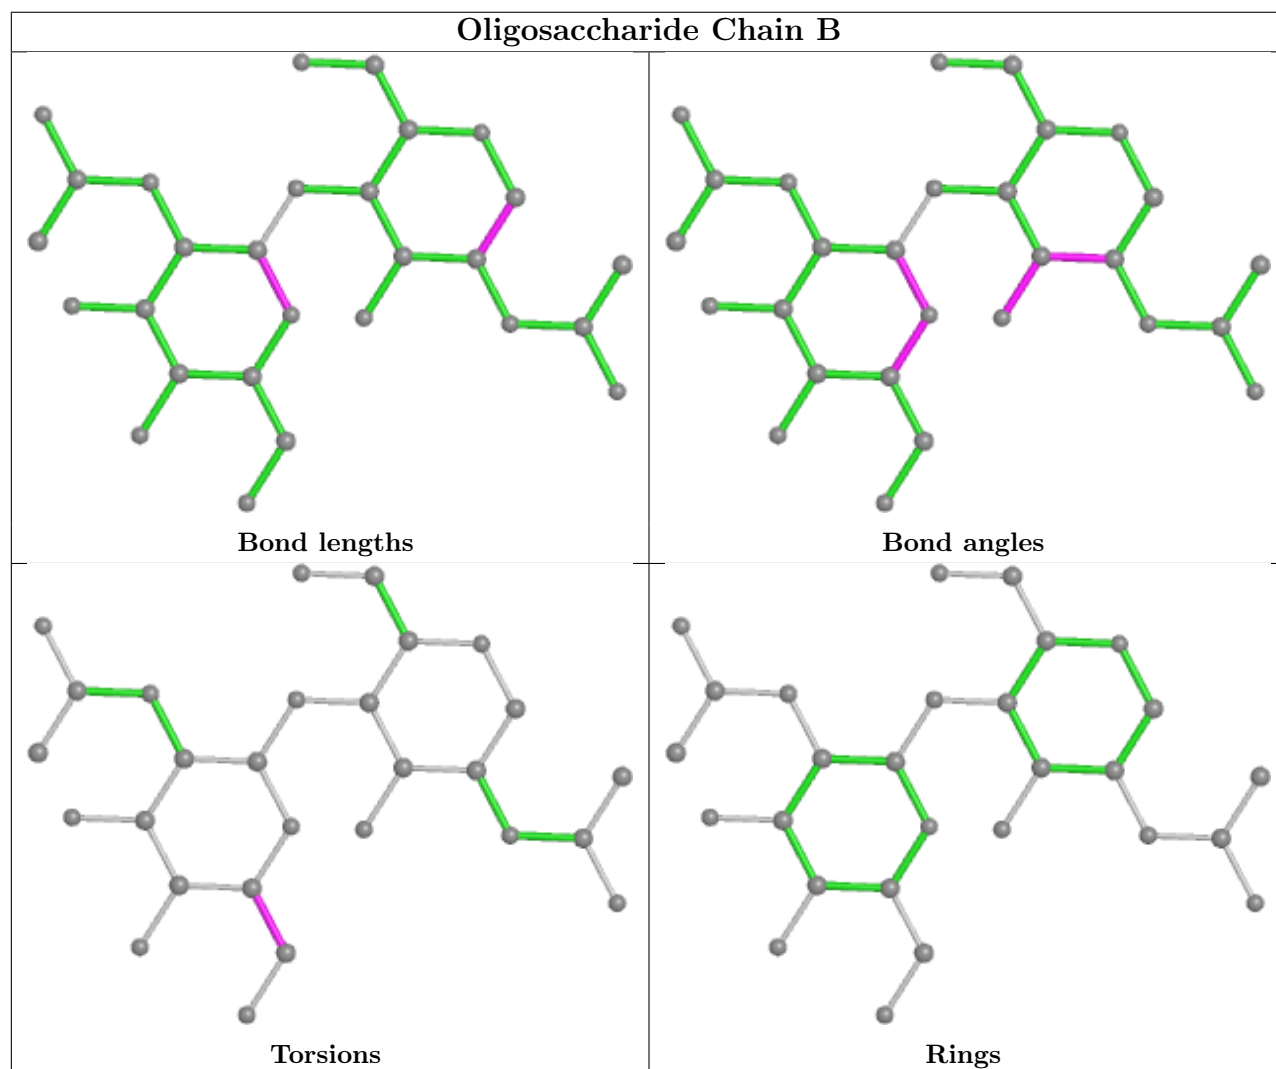 Oligosaccharide Chain B
Bond lengths
Bond angles
Torsions
Rings